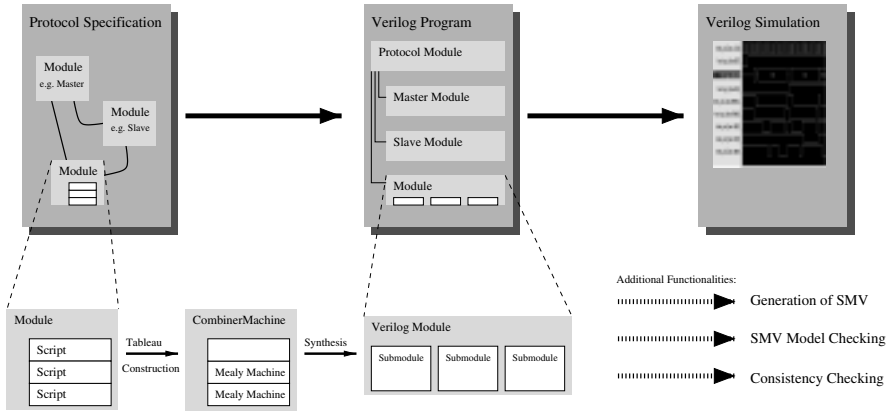 Protocol Specification
Module
e.g. Master
Module
e.g. Slave
Module
Verilog Program
Protocol Module
Master Module
Slave Module
Module
Verilog Simulation
Module
Script
Script
Script
Tableau
Construction
CombinerMachine
Mealy Machine
Mealy Machine
Synthesis
Verilog Module
Submodule
Submodule
Submodule
Additional Functionalities:
Generation of SMV
SMV Model Checking
Consistency Checking